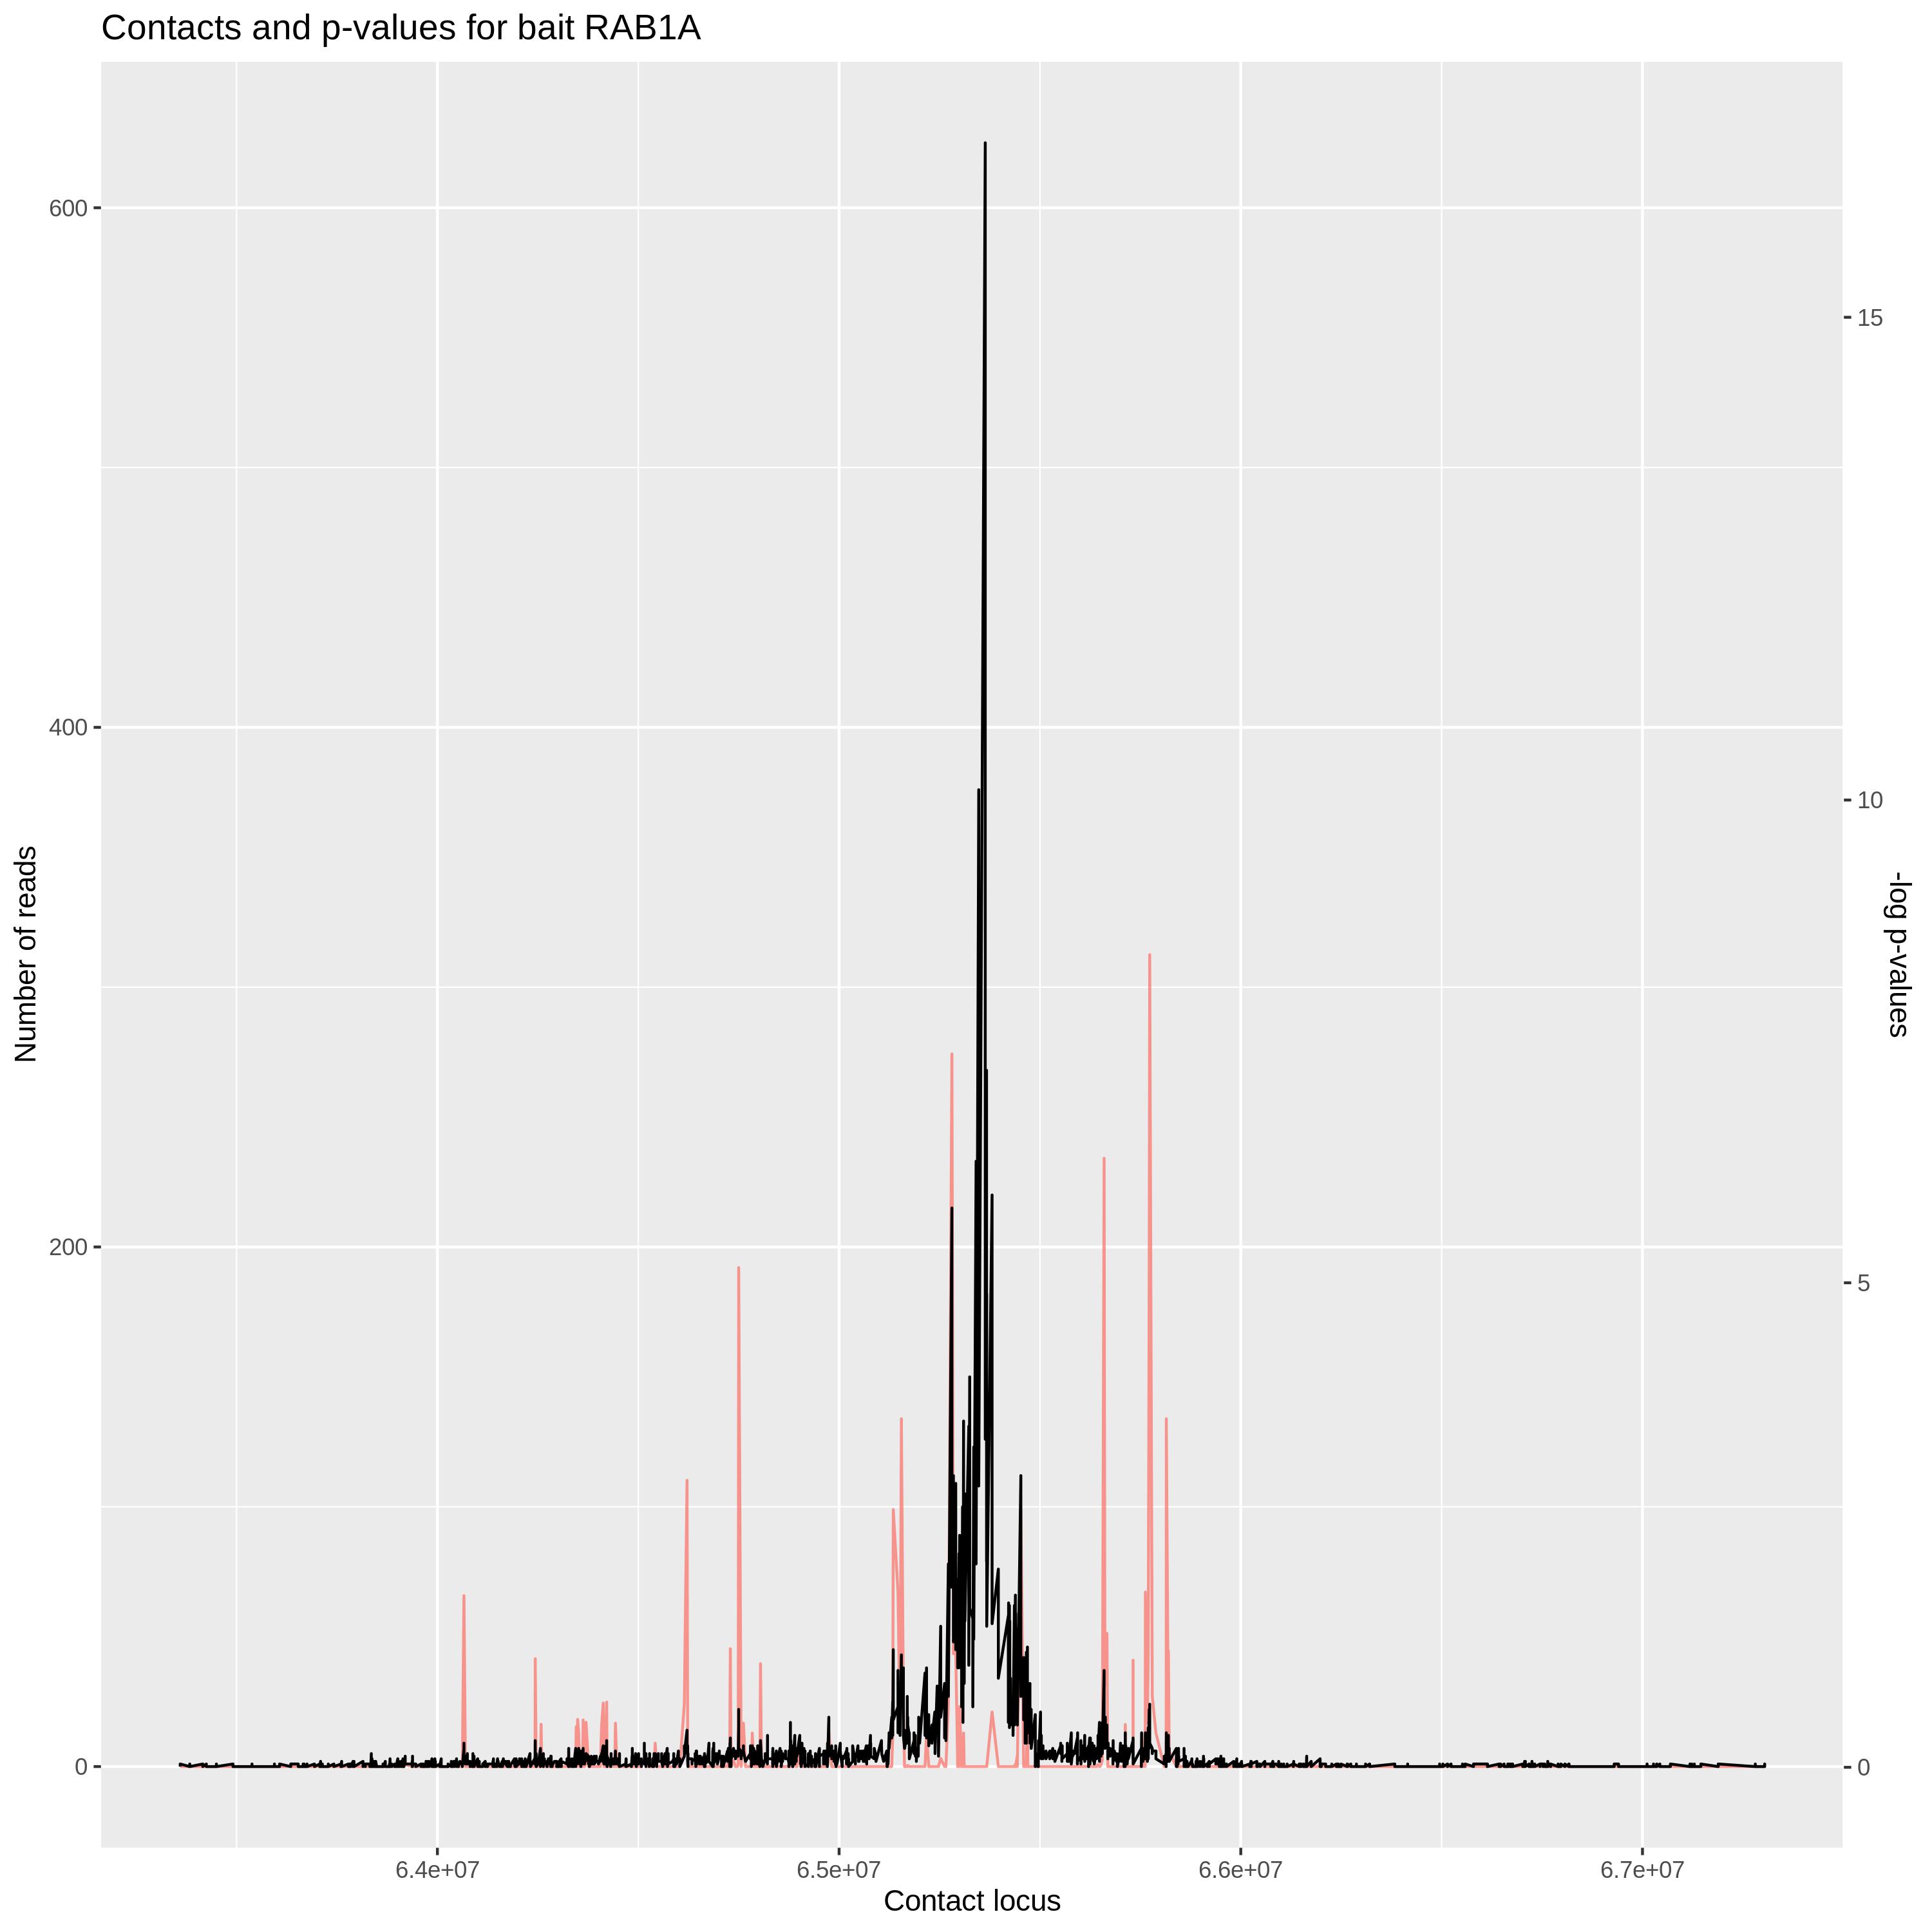 Contacts and p-values for bait RAB1A
600
400
200
0
Number of reads
15
10
5
0
-log p-values
6.4e+07
6.5e+07
6.6e+07
6.7e+07
Contact locus